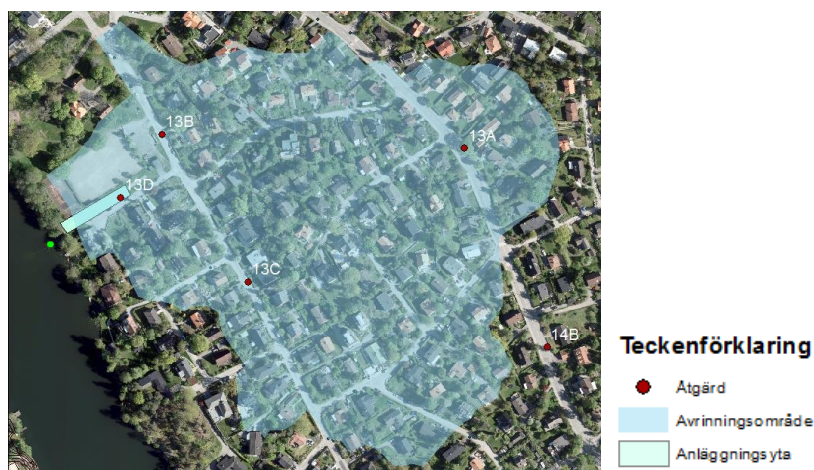 13B
13A
13D
13C
14B
Teckenförklaring
Åtgärd
Avrinningsområde
Anläggningsyta